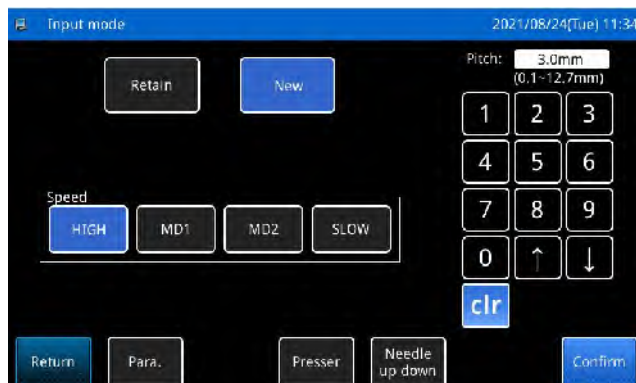 Input mode
2021/08/24(Tue) 11:34
Retain
New
Pitch: 3.0mm
(0.1~12.7mm)
1 2 3
4 5 6
7 8 9
0 ↑ ↓
clr
Speed
HIGH MD1 MD2 SLOW
Return
Para.
Presser
Needle
up down
Confirm